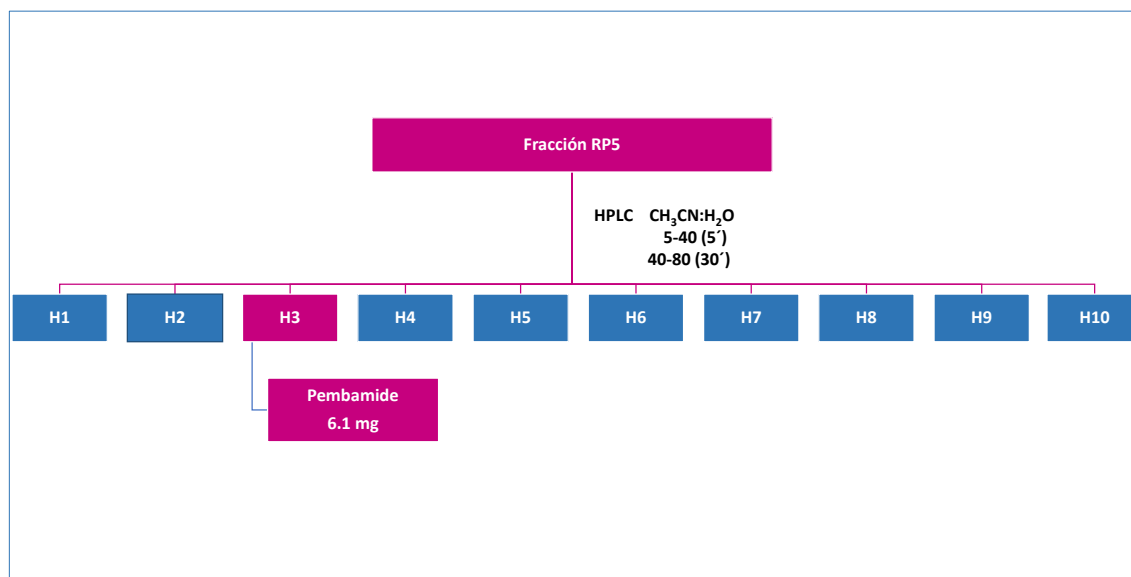 Fracción RP5
HPLC CH₃CN:H₂O
5-40 (5´)
40-80 (30´)
H1 H2 H3 H4 H5 H6 H7 H8 H9 H10
Pembamide
6.1 mg